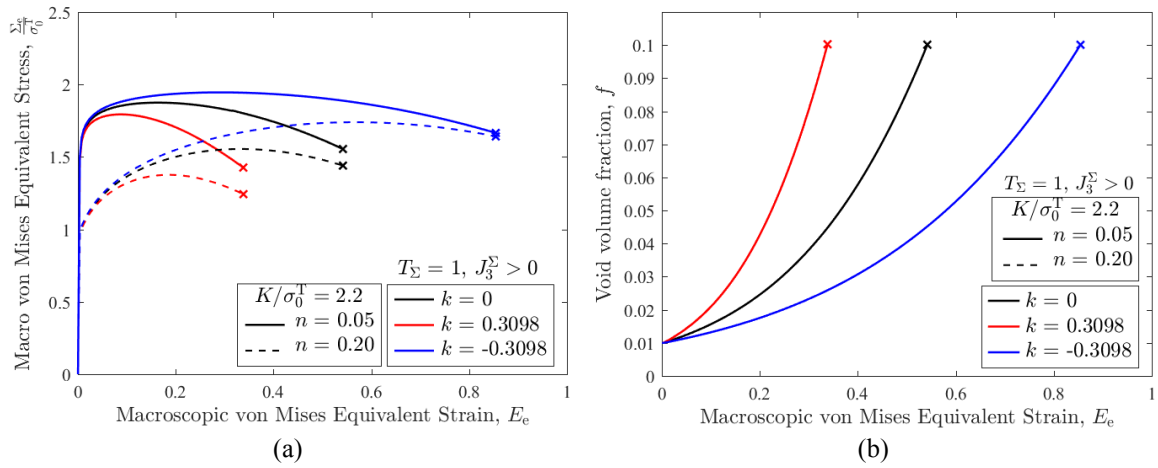 Macro von Mises Equivalent Stress, Σₑ/σ₀ᵀ
2.5
2
1.5
1
0.5
0
0 0.2 0.4 0.6 0.8 1
Macroscopic von Mises Equivalent Strain, Eₑ
T_Σ = 1, J₃^Σ > 0
K/σ₀ᵀ = 2.2
n = 0.05
n = 0.20
k = 0
k = 0.3098
k = -0.3098
(a)
Void volume fraction, f
0.1
0.09
0.08
0.07
0.06
0.05
0.04
0.03
0.02
0.01
0
0 0.2 0.4 0.6 0.8 1
Macroscopic von Mises Equivalent Strain, Eₑ
T_Σ = 1, J₃^Σ > 0
K/σ₀ᵀ = 2.2
n = 0.05
n = 0.20
k = 0
k = 0.3098
k = -0.3098
(b)